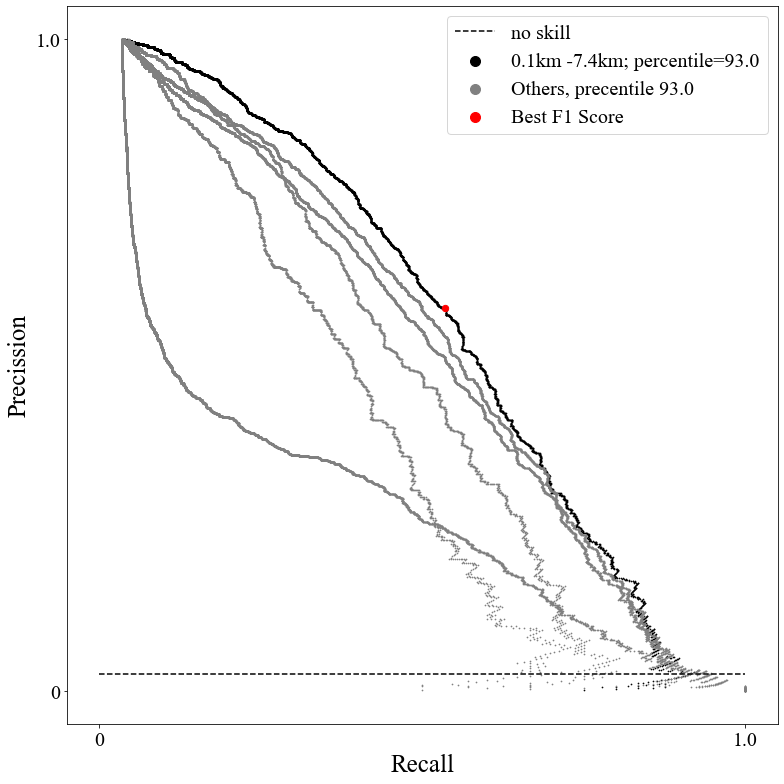 no skill
0.1km -7.4km; percentile=93.0
Others, precentile 93.0
Best F1 Score
1.0
Precission
0
0
1.0
Recall